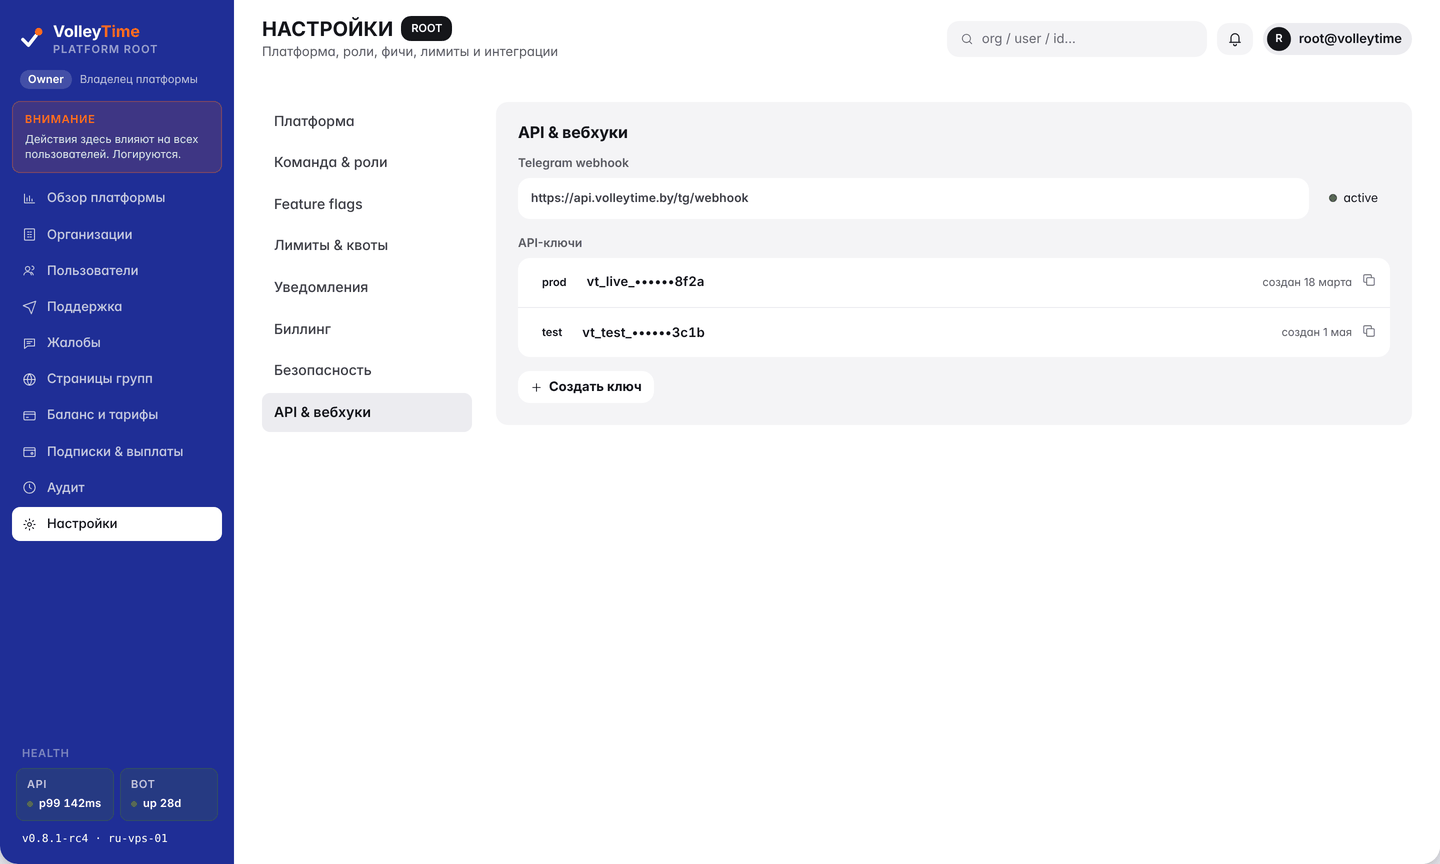 VolleyTime
PLATFORM ROOT
Owner Владелец платформы
ВНИМАНИЕ
Действия здесь влияют на всех
пользователей. Логируются.
Обзор платформы
Организации
Пользователи
Поддержка
Жалобы
Страницы групп
Баланс и тарифы
Подписки & выплаты
Аудит
Настройки
HEALTH
API
p99 142ms
BOT
up 28d
v0.8.1-rc4 · ru-vps-01
НАСТРОЙКИ ROOT
Платформа, роли, фичи, лимиты и интеграции
org / user / id...
R root@volleytime
Платформа
Команда & роли
Feature flags
Лимиты & квоты
Уведомления
Биллинг
Безопасность
API & вебхуки
API & вебхуки
Telegram webhook
https://api.volleytime.by/tg/webhook active
API-ключи
prod vt_live_••••••8f2a создан 18 марта
test vt_test_••••••3c1b создан 1 мая
+ Создать ключ